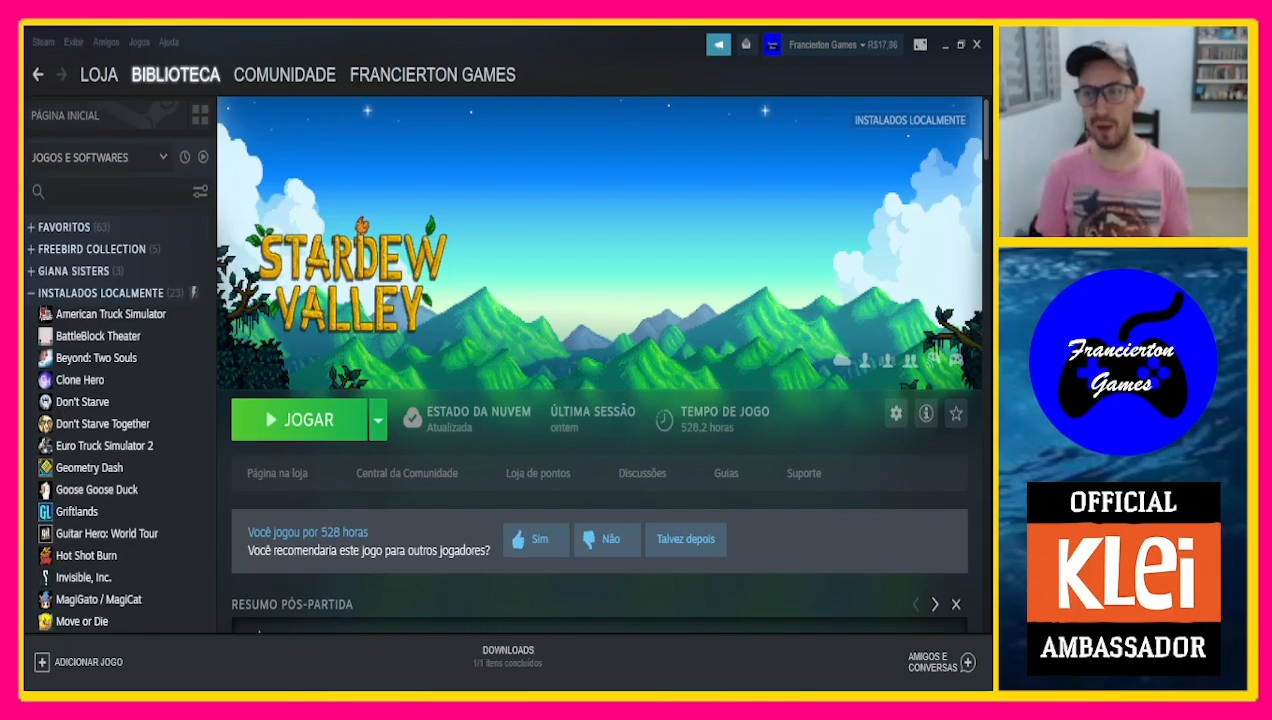 Steam Exibir Amigos Jogos Ajuda
Francierton Games R$17,86
LOJA BIBLIOTECA COMUNIDADE FRANCIERTON GAMES
PÁGINA INICIAL
JOGOS E SOFTWARES
+ FAVORITOS (63)
+ FREEBIRD COLLECTION (5)
+ GIANA SISTERS (3)
− INSTALADOS LOCALMENTE (23)
American Truck Simulator
BattleBlock Theater
Beyond: Two Souls
Clone Hero
Don't Starve
Don't Starve Together
Euro Truck Simulator 2
Geometry Dash
Goose Goose Duck
Griftlands
Guitar Hero: World Tour
Hot Shot Burn
Invisible, Inc.
MagiGato / MagiCat
Move or Die
INSTALADOS LOCALMENTE
STARDEW
VALLEY
JOGAR
ESTADO DA NUVEM
Atualizada
ÚLTIMA SESSÃO
ontem
TEMPO DE JOGO
528,2 horas
Página na loja Central da Comunidade Loja de pontos Discussões Guias Suporte
Você jogou por 528 horas
Você recomendaria este jogo para outros jogadores?
Sim Não Talvez depois
RESUMO PÓS-PARTIDA
ADICIONAR JOGO
DOWNLOADS
1/1 itens concluídos
AMIGOS E
CONVERSAS
Francierton
Games
OFFICIAL
KLei
AMBASSADOR